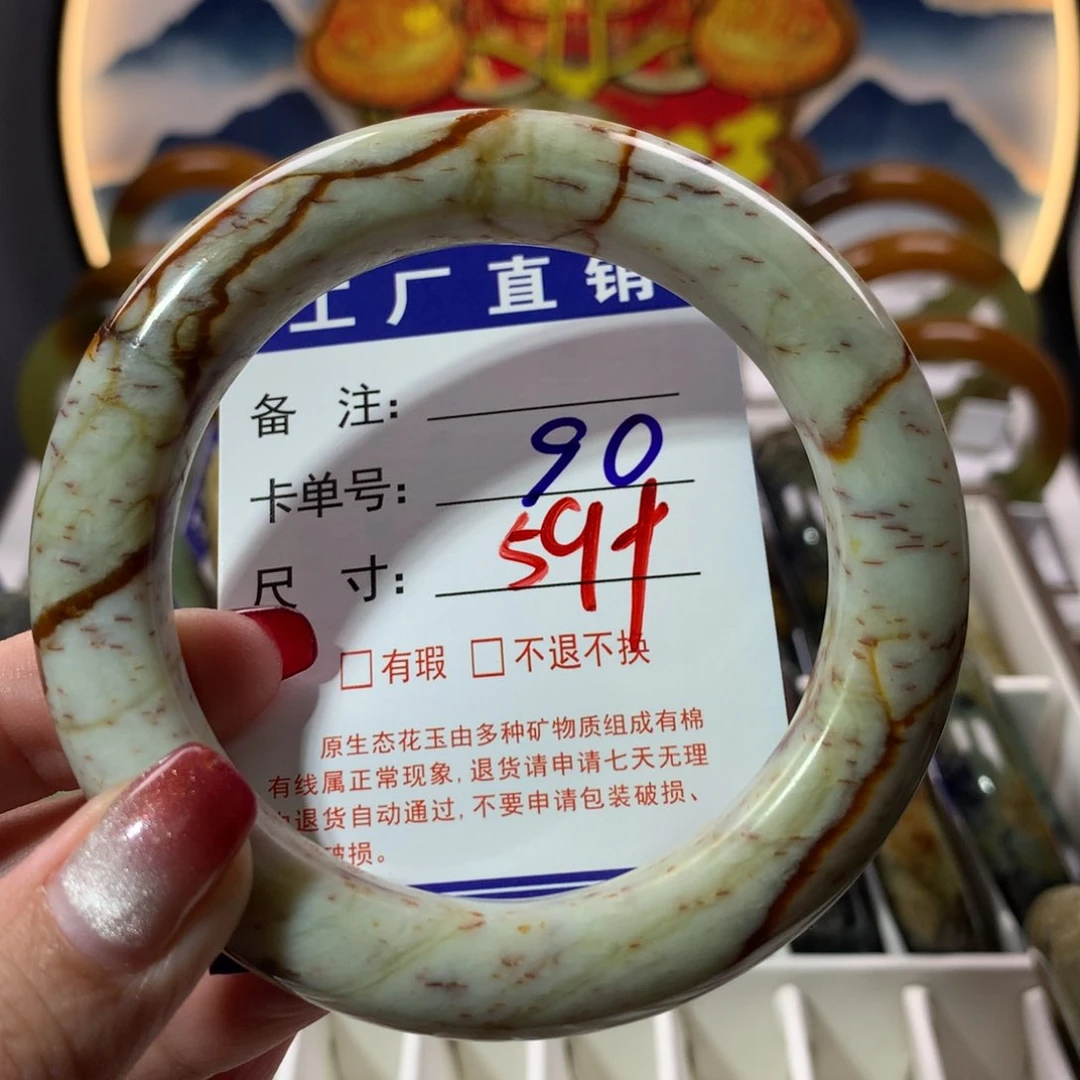 工厂直销
备 注:
卡单号: 90
尺 寸: 59
□有瑕 □不退不换
原生态花玉由多种矿物质组成有棉
有线属正常现象,退货请申请七天无理
退货自动通过,不要申请包装破损、
破损。